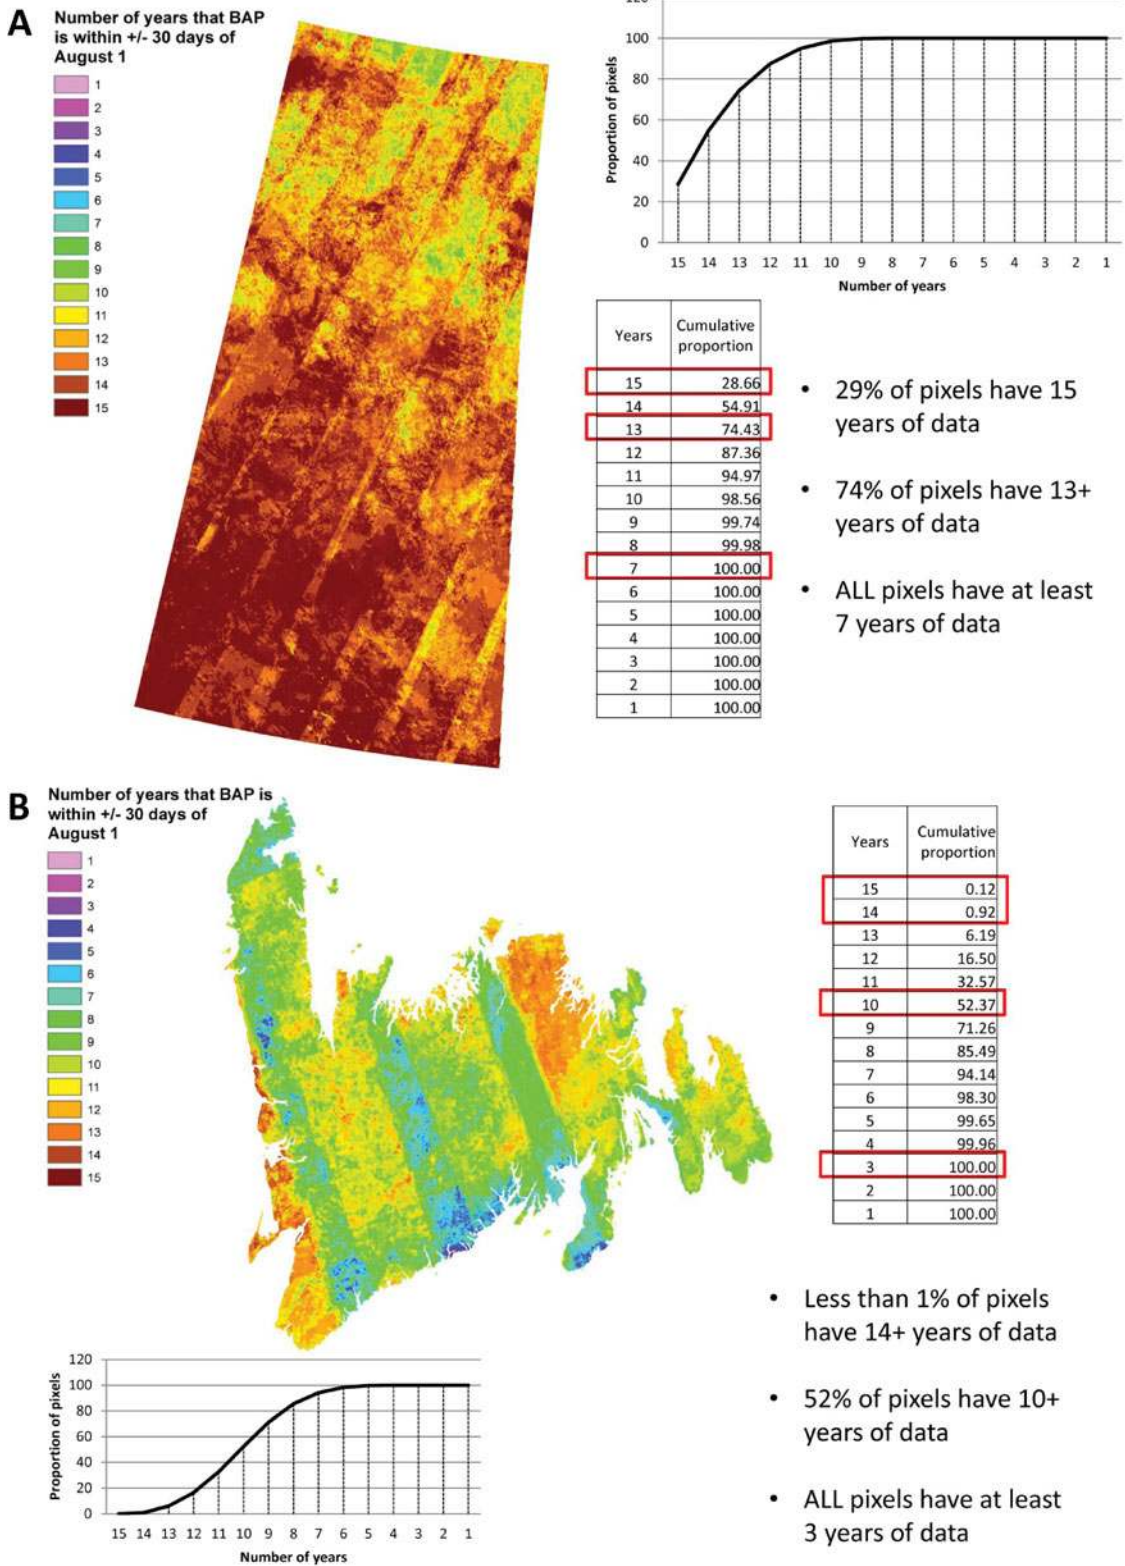 A
Number of years that BAP
is within +/- 30 days of
August 1
1
2
3
4
5
6
7
8
9
10
11
12
13
14
15
120
100
80
60
40
20
0
Proportion of pixels
15 14 13 12 11 10 9 8 7 6 5 4 3 2 1
Number of years
Years Cumulative
proportion
15 28.66
14 54.91
13 74.43
12 87.36
11 94.97
10 98.56
9 99.74
8 99.98
7 100.00
6 100.00
5 100.00
4 100.00
3 100.00
2 100.00
1 100.00
• 29% of pixels have 15
years of data
• 74% of pixels have 13+
years of data
• ALL pixels have at least
7 years of data
B
Number of years that BAP is
within +/- 30 days of
August 1
1
2
3
4
5
6
7
8
9
10
11
12
13
14
15
Years Cumulative
proportion
15 0.12
14 0.92
13 6.19
12 16.50
11 32.57
10 52.37
9 71.26
8 85.49
7 94.14
6 98.30
5 99.65
4 99.96
3 100.00
2 100.00
1 100.00
• Less than 1% of pixels
have 14+ years of data
• 52% of pixels have 10+
years of data
• ALL pixels have at least
3 years of data
120
100
80
60
40
20
0
Proportion of pixels
15 14 13 12 11 10 9 8 7 6 5 4 3 2 1
Number of years